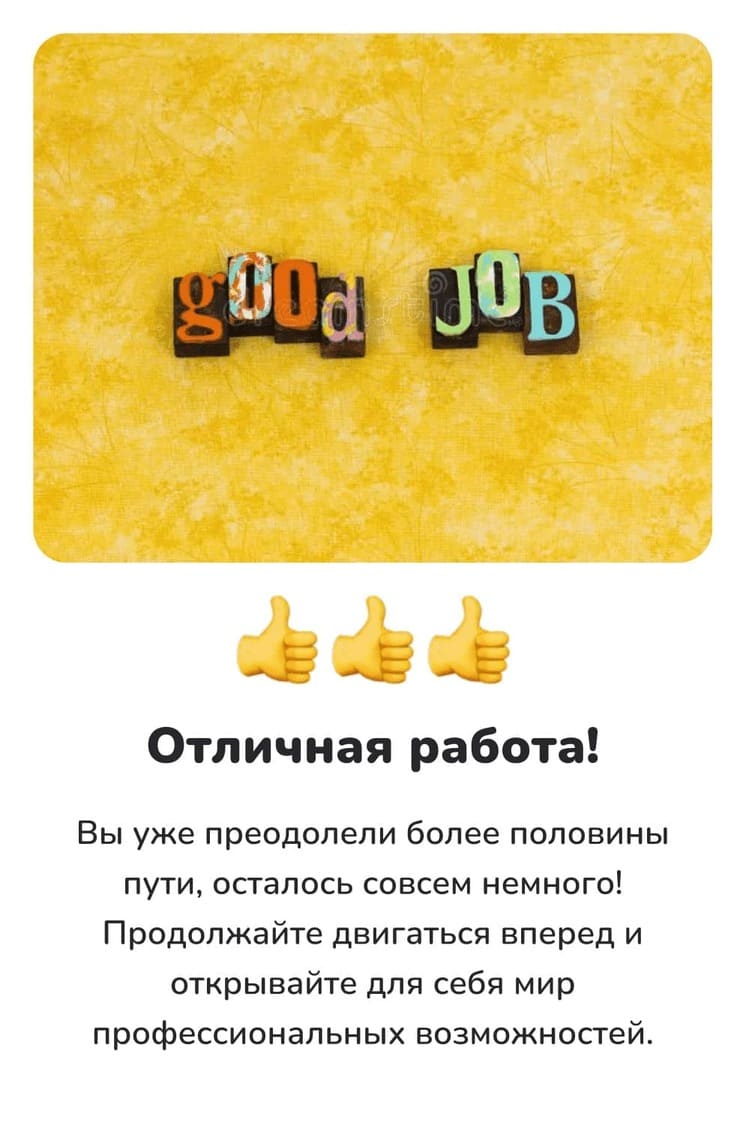 gOOd JOB
👍👍👍
Отличная работа!
Вы уже преодолели более половины
пути, осталось совсем немного!
Продолжайте двигаться вперед и
открывайте для себя мир
профессиональных возможностей.